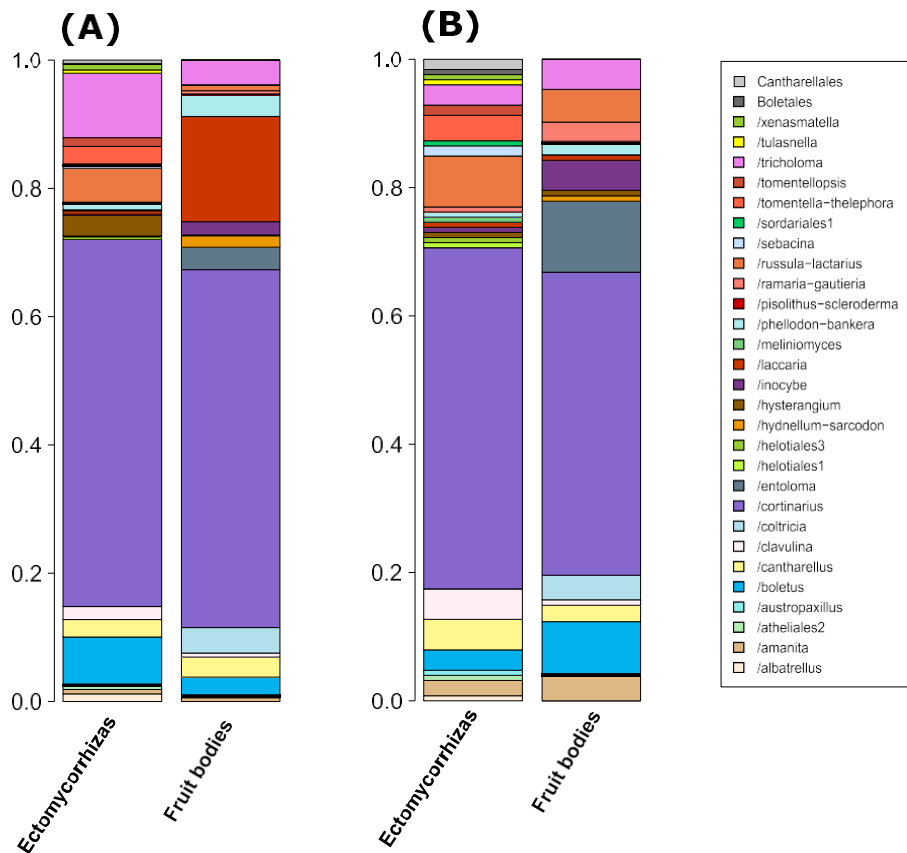 (A)
(B)
1.0
0.8
0.6
0.4
0.2
0.0
Ectomycorrhizas
Fruit bodies
1.0
0.8
0.6
0.4
0.2
0.0
Ectomycorrhizas
Fruit bodies
Cantharellales
Boletales
/xenasmatella
/tulasnella
/tricholoma
/tomentellopsis
/tomentella-thelephora
/sordariales1
/sebacina
/russula-lactarius
/ramaria-gautieria
/pisolithus-scleroderma
/phellodon-bankera
/meliniomyces
/laccaria
/inocybe
/hysterangium
/hydnellum-sarcodon
/helotiales3
/helotiales1
/entoloma
/cortinarius
/coltricia
/clavulina
/cantharellus
/boletus
/austropaxillus
/atheliales2
/amanita
/albatrellus